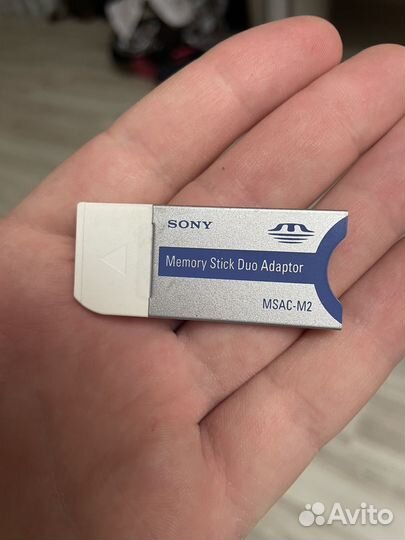 SONY
Memory Stick Duo Adaptor
MSAC-M2
Avito